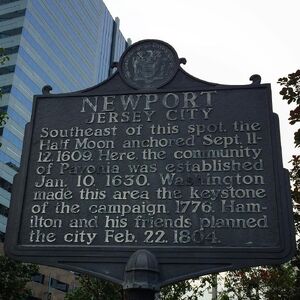 NEWPORT
JERSEY CITY
Southeast of this spot, the
Half Moon anchored Sept. 11-
12, 1609. Here, the community
of Pavonia was established
Jan. 10, 1630. Washington
made this area the keystone
of the campaign 1776. Ham-
ilton and his friends planned
the city Feb. 22, 1804.